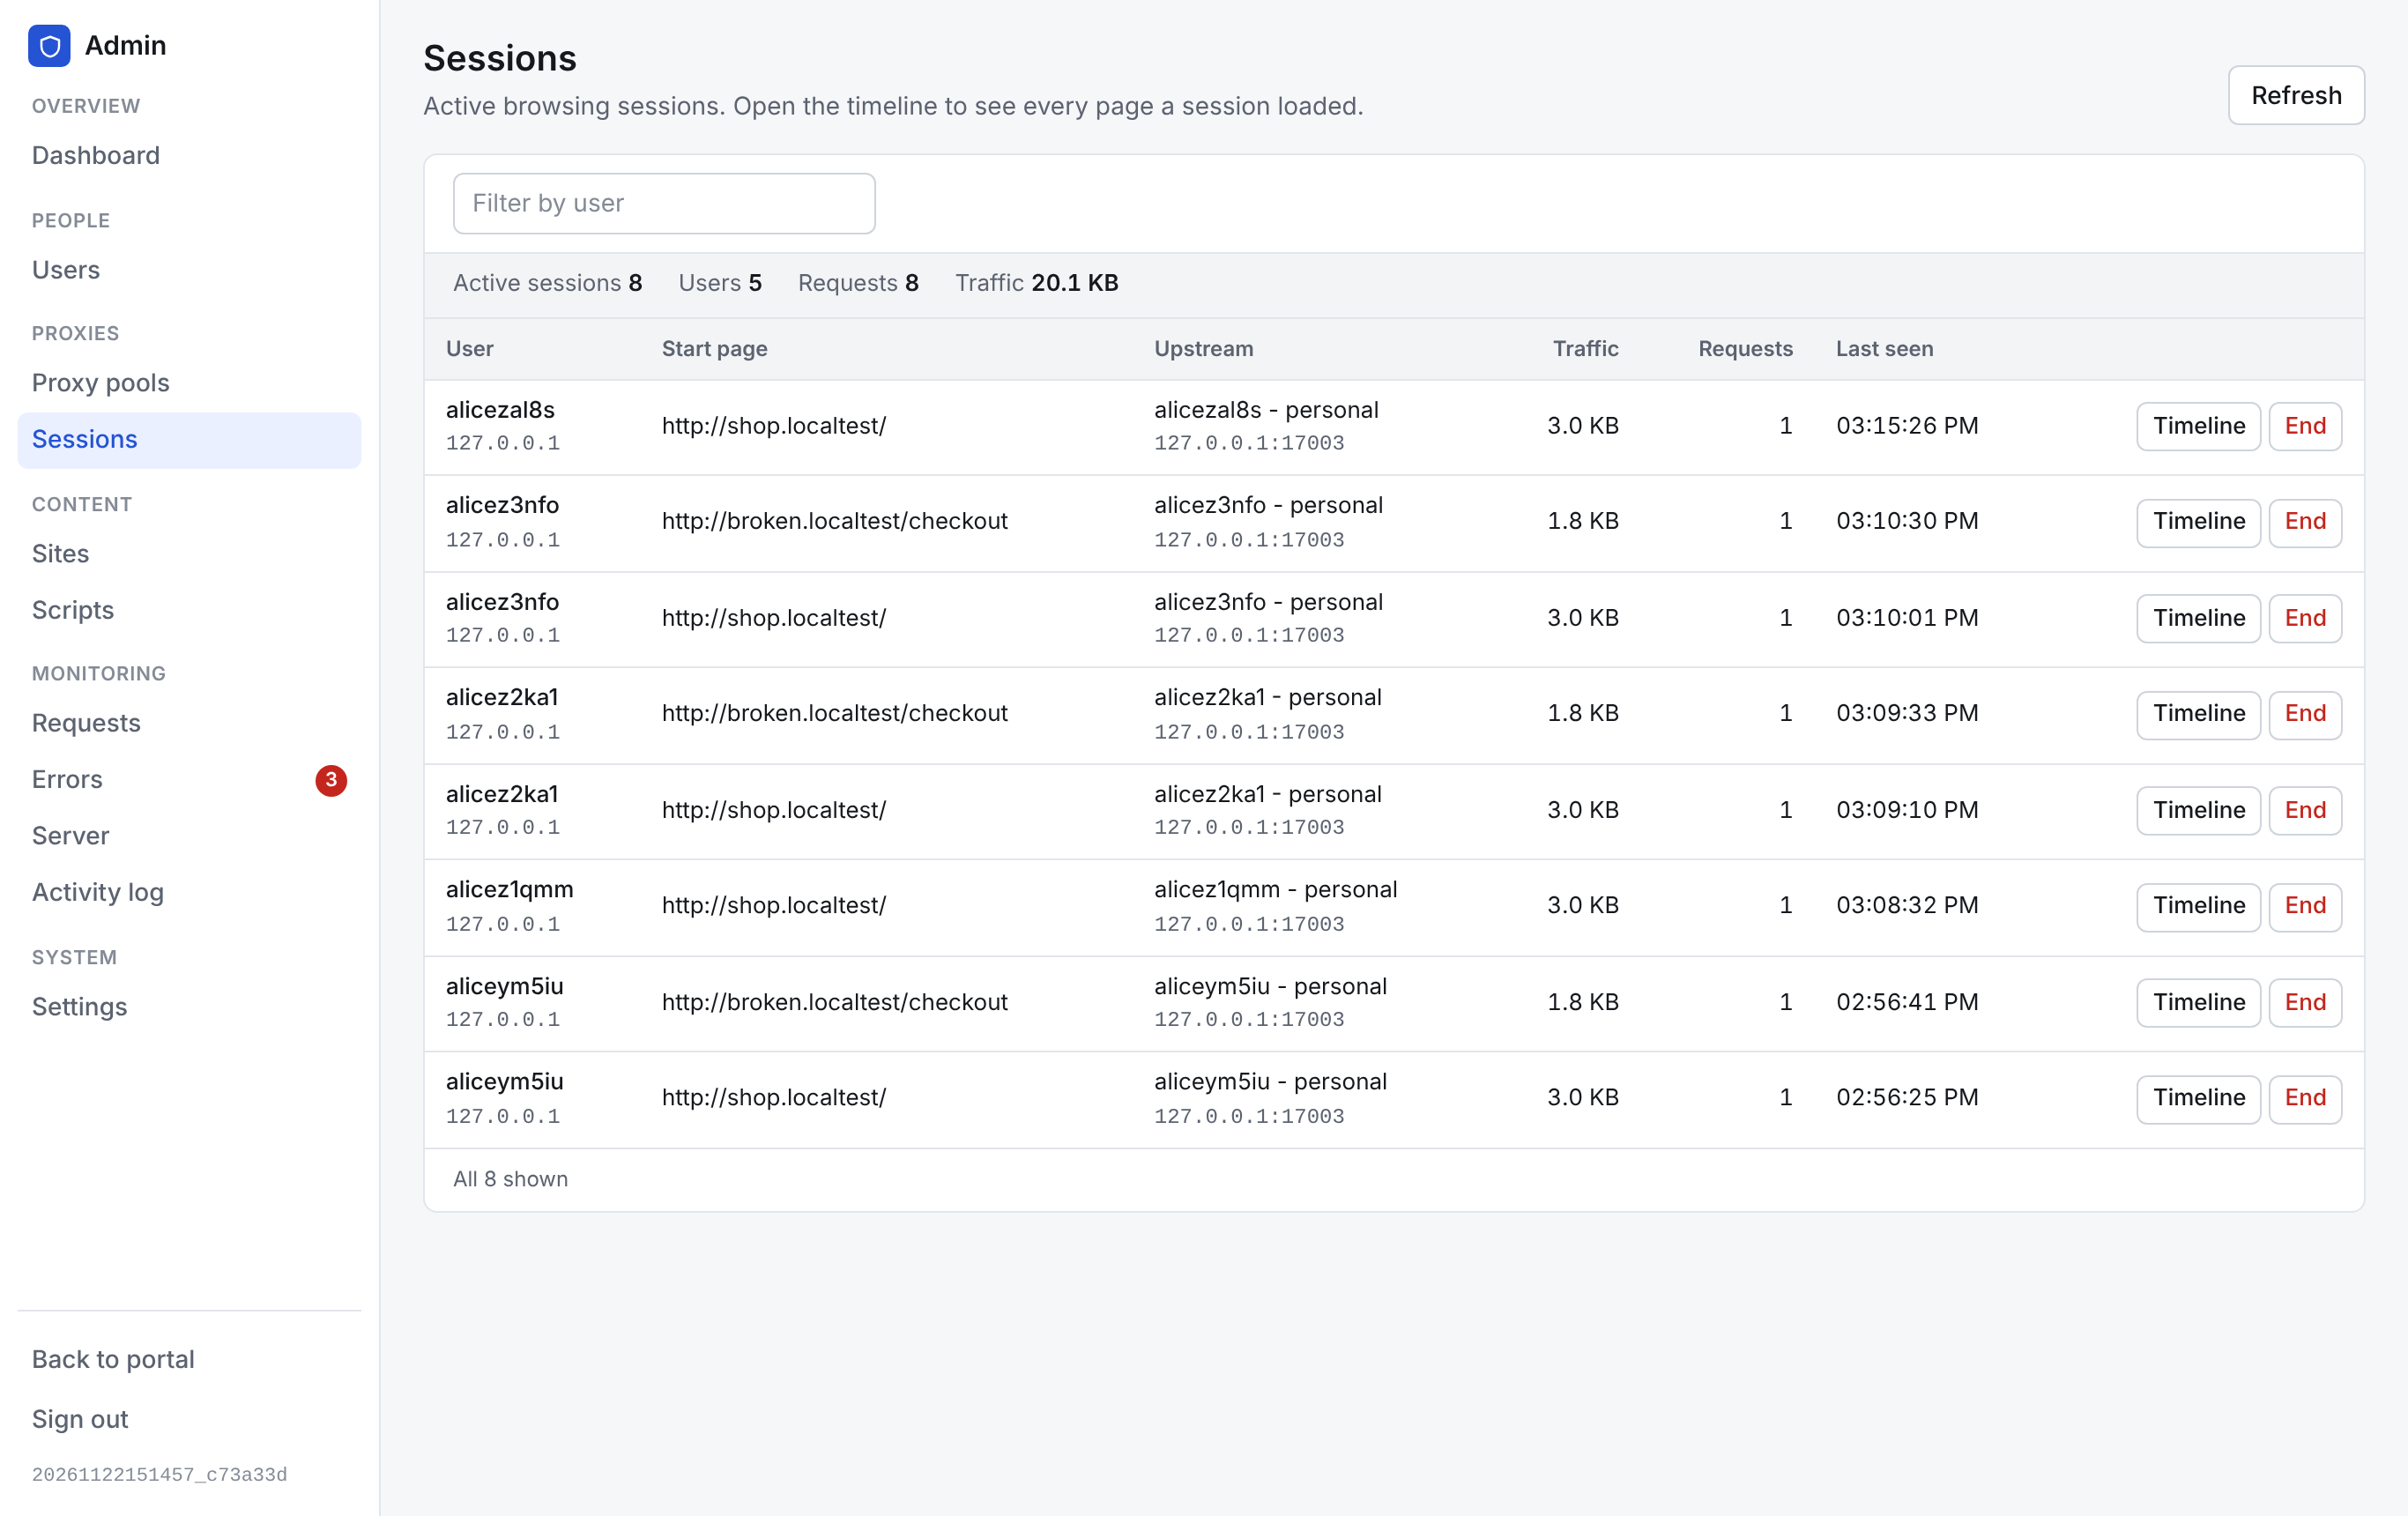 Admin
OVERVIEW
Dashboard
PEOPLE
Users
PROXIES
Proxy pools
Sessions
CONTENT
Sites
Scripts
MONITORING
Requests
Errors 3
Server
Activity log
SYSTEM
Settings
Back to portal
Sign out
20261122151457_c73a33d
Sessions
Active browsing sessions. Open the timeline to see every page a session loaded.
Refresh
Filter by user
Active sessions 8 Users 5 Requests 8 Traffic 20.1 KB
User Start page Upstream Traffic Requests Last seen
alicezal8s http://shop.localtest/ alicezal8s - personal 3.0 KB 1 03:15:26 PM Timeline End
127.0.0.1 127.0.0.1:17003
alicez3nfo http://broken.localtest/checkout alicez3nfo - personal 1.8 KB 1 03:10:30 PM Timeline End
127.0.0.1 127.0.0.1:17003
alicez3nfo http://shop.localtest/ alicez3nfo - personal 3.0 KB 1 03:10:01 PM Timeline End
127.0.0.1 127.0.0.1:17003
alicez2ka1 http://broken.localtest/checkout alicez2ka1 - personal 1.8 KB 1 03:09:33 PM Timeline End
127.0.0.1 127.0.0.1:17003
alicez2ka1 http://shop.localtest/ alicez2ka1 - personal 3.0 KB 1 03:09:10 PM Timeline End
127.0.0.1 127.0.0.1:17003
alicez1qmm http://shop.localtest/ alicez1qmm - personal 3.0 KB 1 03:08:32 PM Timeline End
127.0.0.1 127.0.0.1:17003
aliceym5iu http://broken.localtest/checkout aliceym5iu - personal 1.8 KB 1 02:56:41 PM Timeline End
127.0.0.1 127.0.0.1:17003
aliceym5iu http://shop.localtest/ aliceym5iu - personal 3.0 KB 1 02:56:25 PM Timeline End
127.0.0.1 127.0.0.1:17003
All 8 shown